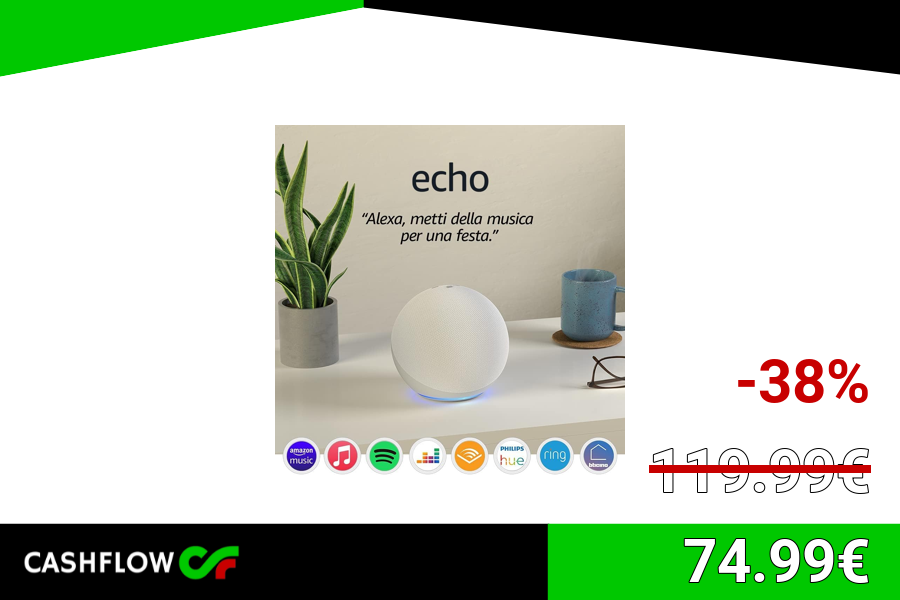 echo
“Alexa, metti della musica
per una festa.”
amazon
music
PHILIPS
hue
ring
bticino
-38%
119.99€
CASHFLOW
74.99€